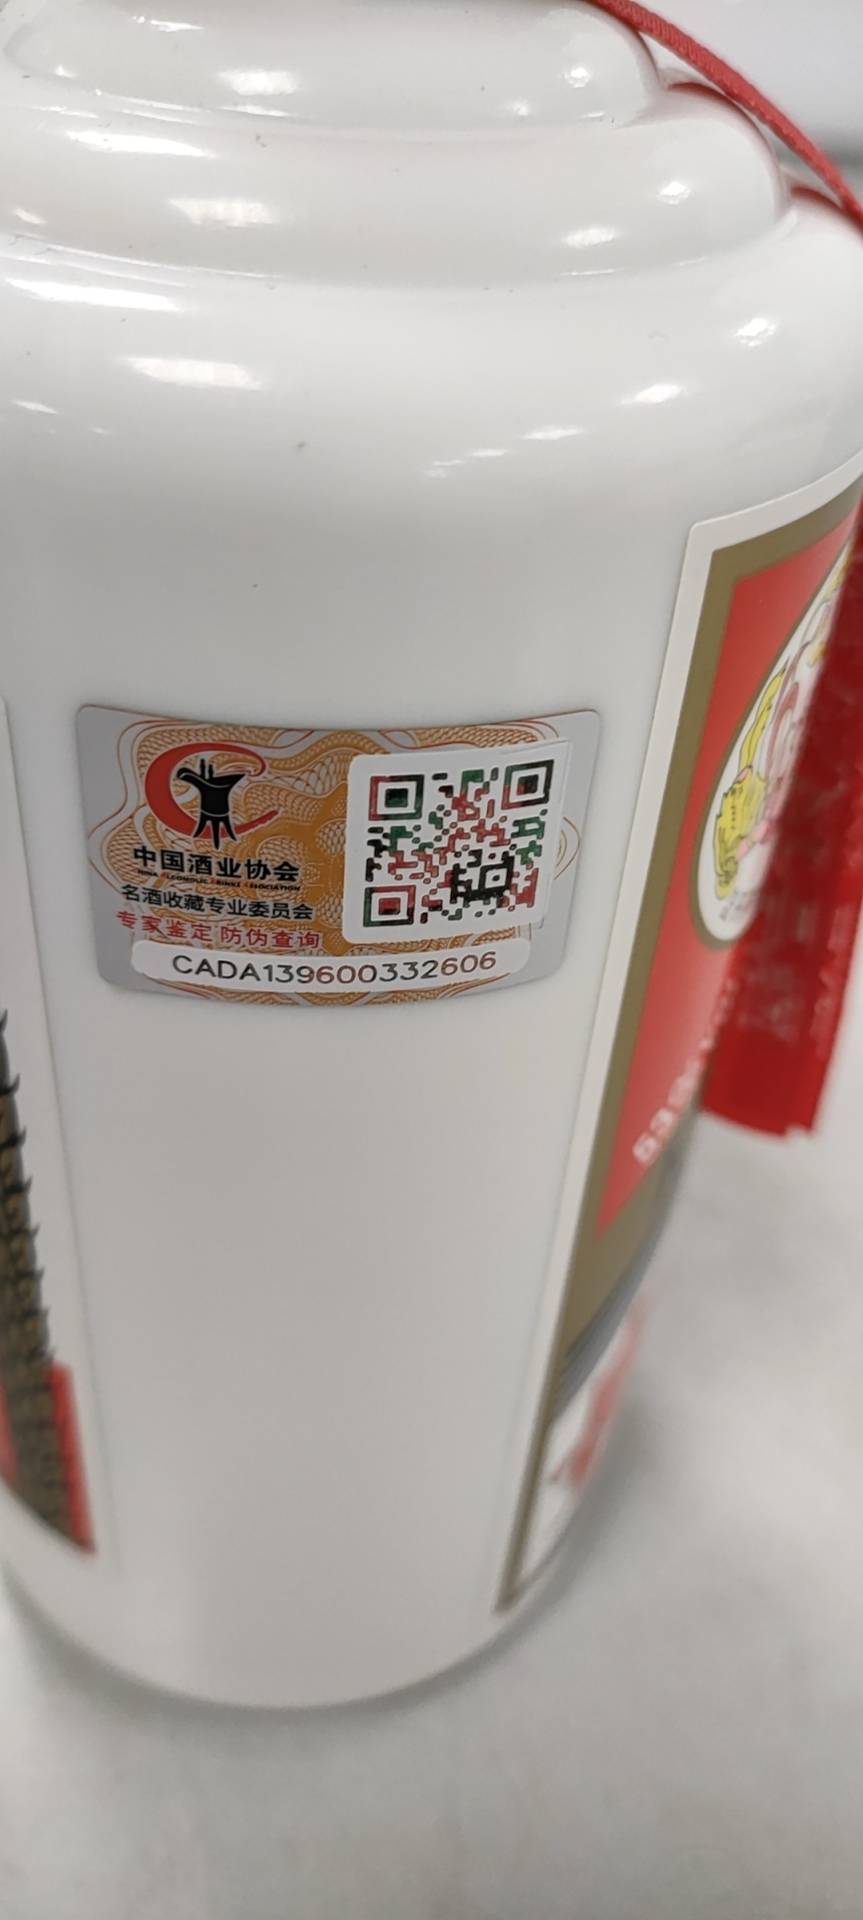 中国酒业协会
名酒收藏专业委员会
专家鉴定 防伪查询
CADA139600332606